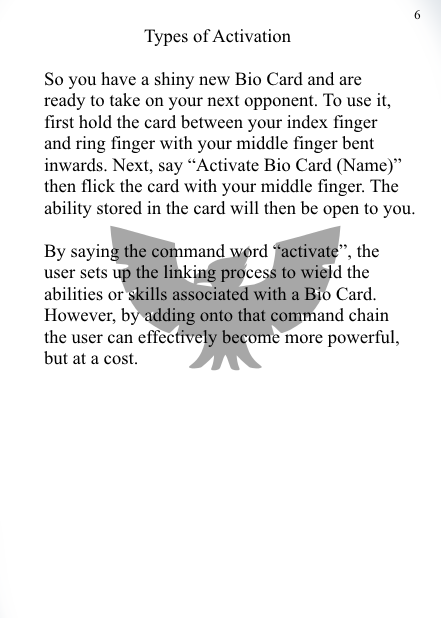 6
Types of Activation
So you have a shiny new Bio Card and are
ready to take on your next opponent. To use it,
first hold the card between your index finger
and ring finger with your middle finger bent
inwards. Next, say “Activate Bio Card (Name)”
then flick the card with your middle finger. The
ability stored in the card will then be open to you.
By saying the command word “activate”, the
user sets up the linking process to wield the
abilities or skills associated with a Bio Card.
However, by adding onto that command chain
the user can effectively become more powerful,
but at a cost.